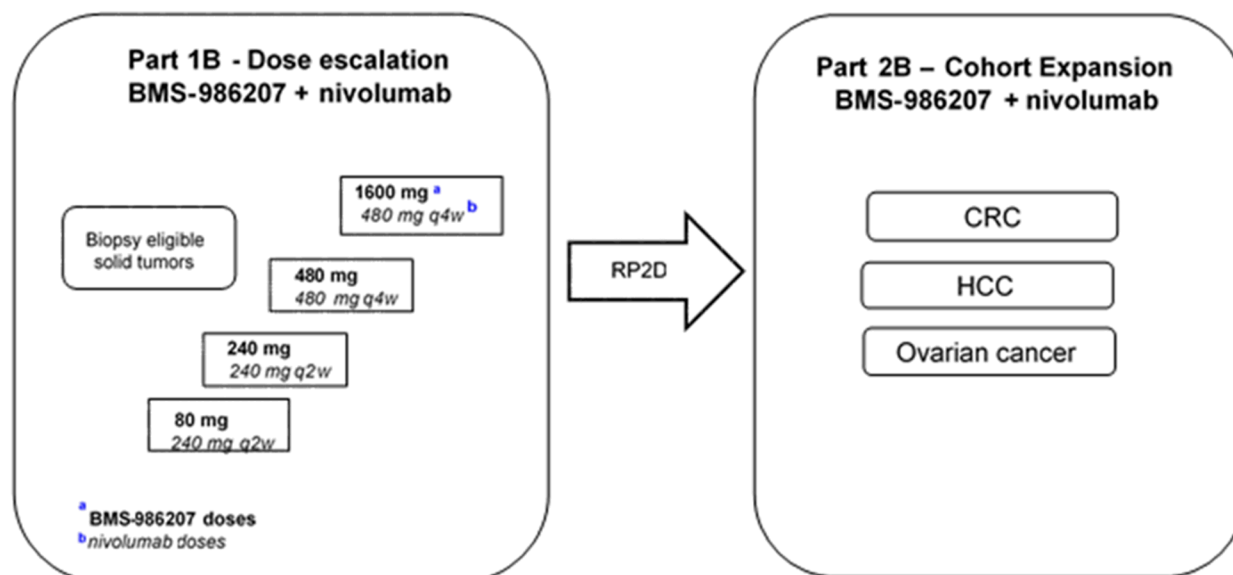 Part 1B - Dose escalation
BMS-986207 + nivolumab
Biopsy eligible
solid tumors
1600 mg a
480 mg q4w b
480 mg
480 mg q4w
240 mg
240 mg q2w
80 mg
240 mg q2w
a BMS-986207 doses
b nivolumab doses
RP2D
Part 2B – Cohort Expansion
BMS-986207 + nivolumab
CRC
HCC
Ovarian cancer